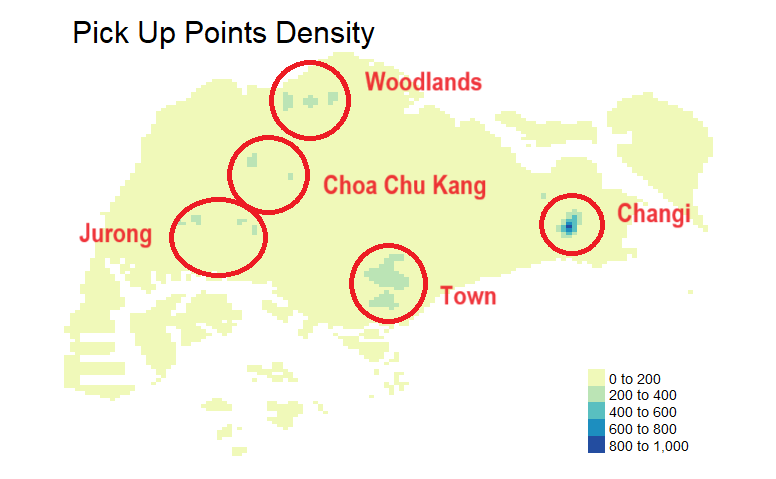 Pick Up Points Density
Woodlands
Choa Chu Kang
Jurong
Changi
Town
0 to 200
200 to 400
400 to 600
600 to 800
800 to 1,000